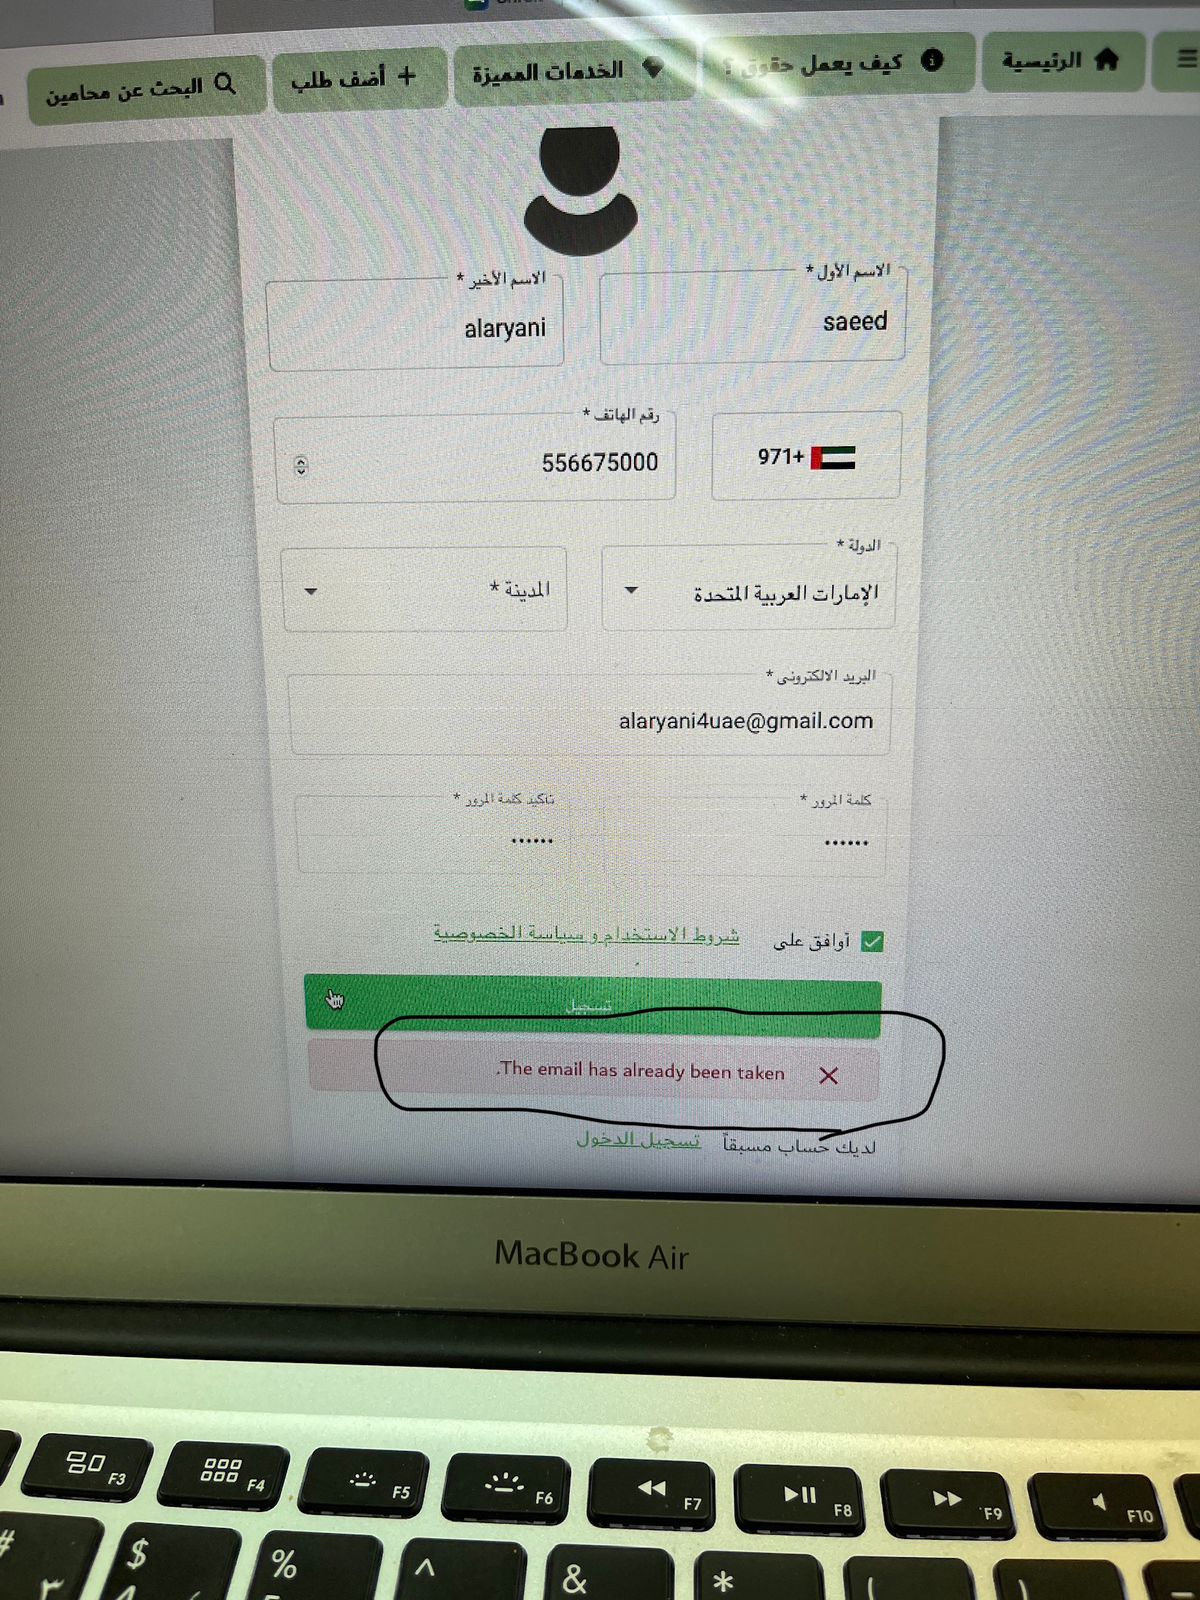 الرئيسية
كيف يعمل حقوق ؟
الخدمات المميزة
أضف طلب
البحث عن محامين
الاسم الأول *
saeed
الاسم الأخير *
alaryani
971+
رقم الهاتف *
556675000
الدولة *
الإمارات العربية المتحدة
المدينة *
البريد الالكتروني *
alaryani4uae@gmail.com
كلمة المرور *
••••••
تاكيد كلمة المرور *
••••••
أوافق على شروط الاستخدام و سياسة الخصوصية
تسجيل
.The email has already been taken
لديك حساب مسبقاً تسجيل الدخول
MacBook Air
F3 F4 F5 F6 F7 F8 F9 F10
# $ % ^ & * ( )